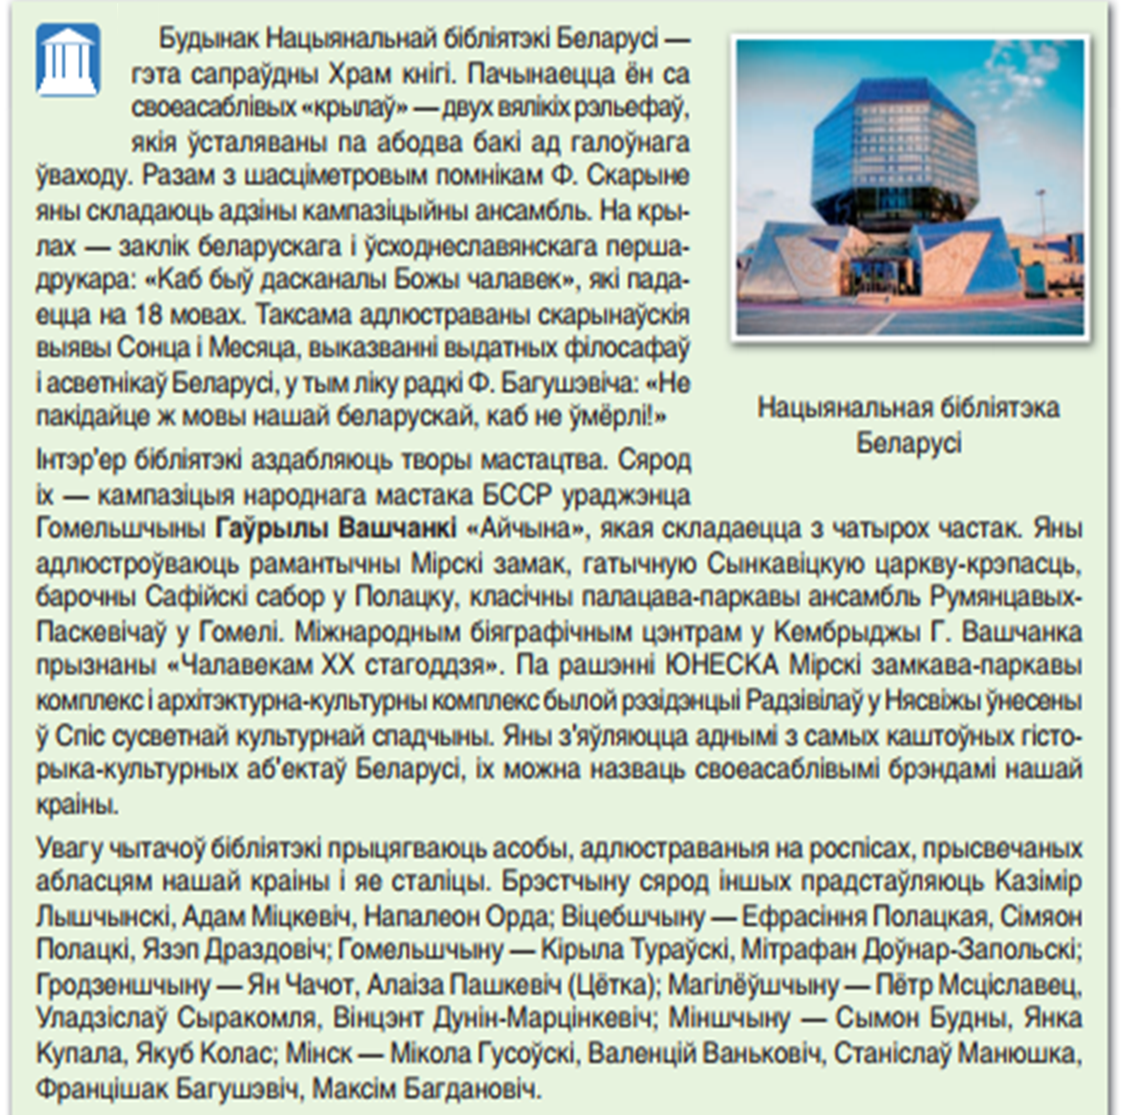 Будынак Нацыянальнай бібліятэкі Беларусі —
гэта сапраўдны Храм кнігі. Пачынаецца ён са
своеасаблівых «крылаў» — двух вялікіх рэльефаў,
якія ўсталяваны па абодва бакі ад галоўнага
ўваходу. Разам з шасціметровым помнікам Ф. Скарыне
яны складаюць адзіны кампазіцыйны ансамбль. На кры-
лах — заклік беларускага і ўсходнеславянскага перша-
друкара: «Каб быў дасканалы Божы чалавек», які пада-
ецца на 18 мовах. Таксама адлюстраваны скарынаўскія
выявы Сонца і Месяца, выказванні выдатных філосафаў
і асветнікаў Беларусі, у тым ліку радкі Ф. Багушэвіча: «Не
пакідайце ж мовы нашай беларускай, каб не ўмёрлі!»
Нацыянальная бібліятэка
Беларусі
Інтэр'ер бібліятэкі аздабляюць творы мастацтва. Сярод
іх — кампазіцыя народнага мастака БССР ураджэнца
Гомельшчыны Гаўрылы Вашчанкі «Айчына», якая складаецца з чатырох частак. Яны
адлюстроўваюць рамантычны Мірскі замак, гатычную Сынкавіцкую царкву-крэпасць,
барочны Сафійскі сабор у Полацку, класічны палацава-паркавы ансамбль Румянцавых-
Паскевічаў у Гомелі. Міжнародным біяграфічным цэнтрам у Кембрыджы Г. Вашчанка
прызнаны «Чалавекам XX стагоддзя». Па рашэнні ЮНЕСКА Мірскі замкава-паркавы
комплекс і архітэктурна-культурны комплекс былой рэзідэнцыі Радзівілаў у Нясвіжы ўнесены
ў Спіс сусветнай культурнай спадчыны. Яны з'яўляюцца аднымі з самых каштоўных гісто-
рыка-культурных аб'ектаў Беларусі, іх можна назваць своеасаблівымі брэндамі нашай
краіны.
Увагу чытачоў бібліятэкі прыцягваюць асобы, адлюстраваныя на роспісах, прысвечаных
абласцям нашай краіны і яе сталіцы. Брэстчыну сярод іншых прадстаўляюць Казімір
Лышчынскі, Адам Міцкевіч, Напалеон Орда; Віцебшчыну — Ефрасіння Полацкая, Сімяон
Полацкі, Язэп Драздовіч; Гомельшчыну — Кірыла Тураўскі, Мітрафан Доўнар-Запольскі;
Гродзеншчыну — Ян Чачот, Алаіза Пашкевіч (Цётка); Магілёўшчыну — Пётр Мсціславец,
Уладзіслаў Сыракомля, Вінцэнт Дунін-Марцінкевіч; Міншчыну — Сымон Будны, Янка
Купала, Якуб Колас; Мінск — Мікола Гусоўскі, Валенцій Ваньковіч, Станіслаў Манюшка,
Францішак Багушэвіч, Максім Багдановіч.